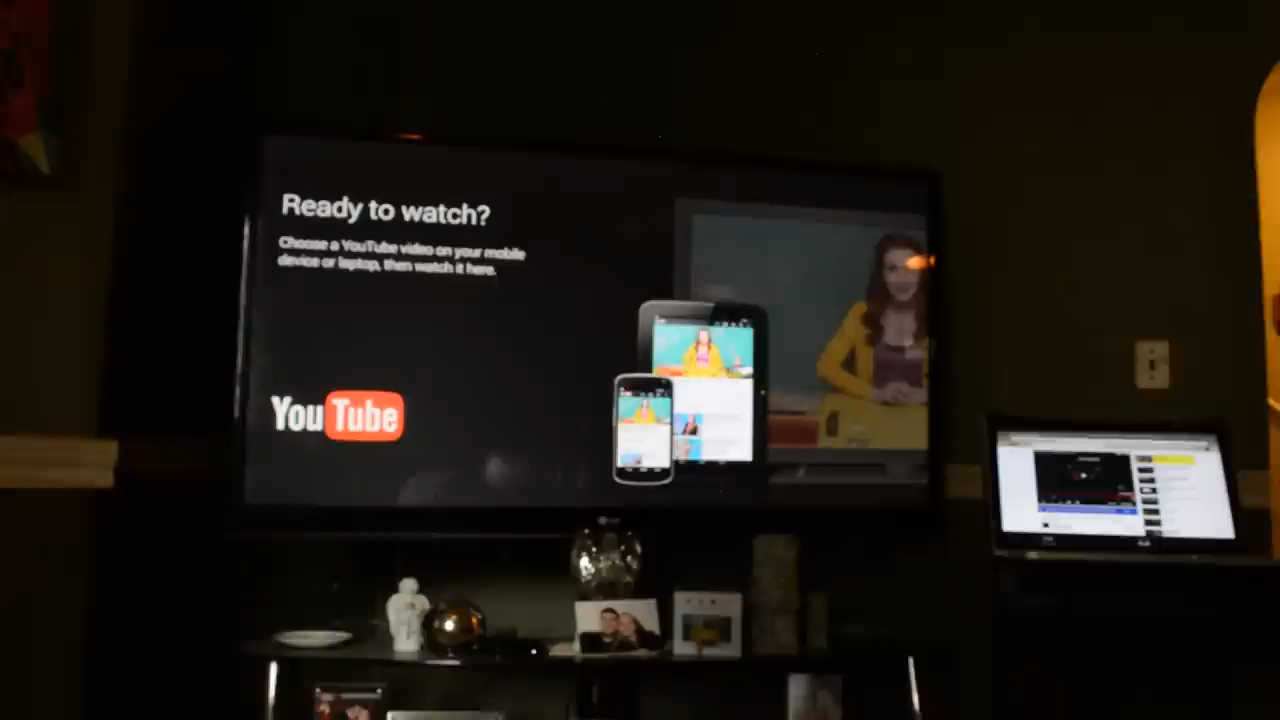 Ready to watch?
Choose a YouTube video on your mobile
device or laptop, then watch it here.
YouTube